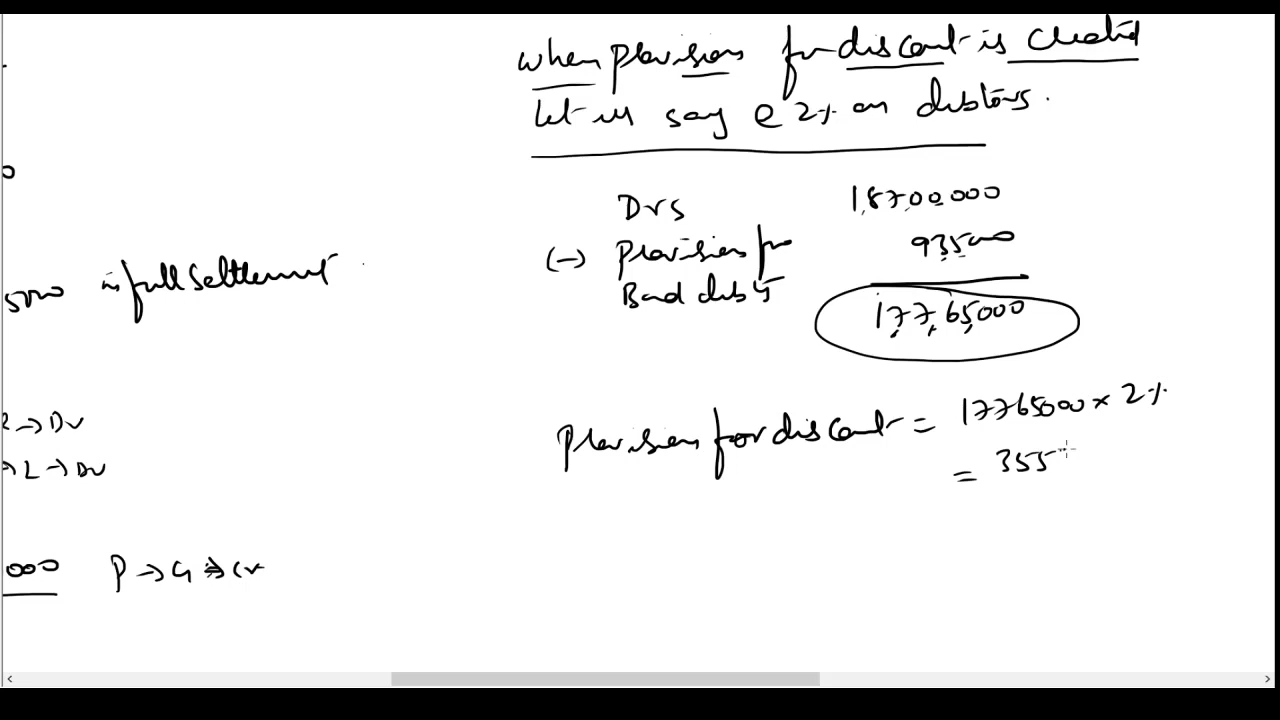 when provision for discount is created
let us say @ 2% on debtors.
Drs 1,87,00,000
(-) Provision for 935000
Bad debts
1,77,65,000
5000 in full settlement
Provision for discount = 17765000 × 2%
R → Dr
→ L → Dr
= 355
000 P → G → Cr